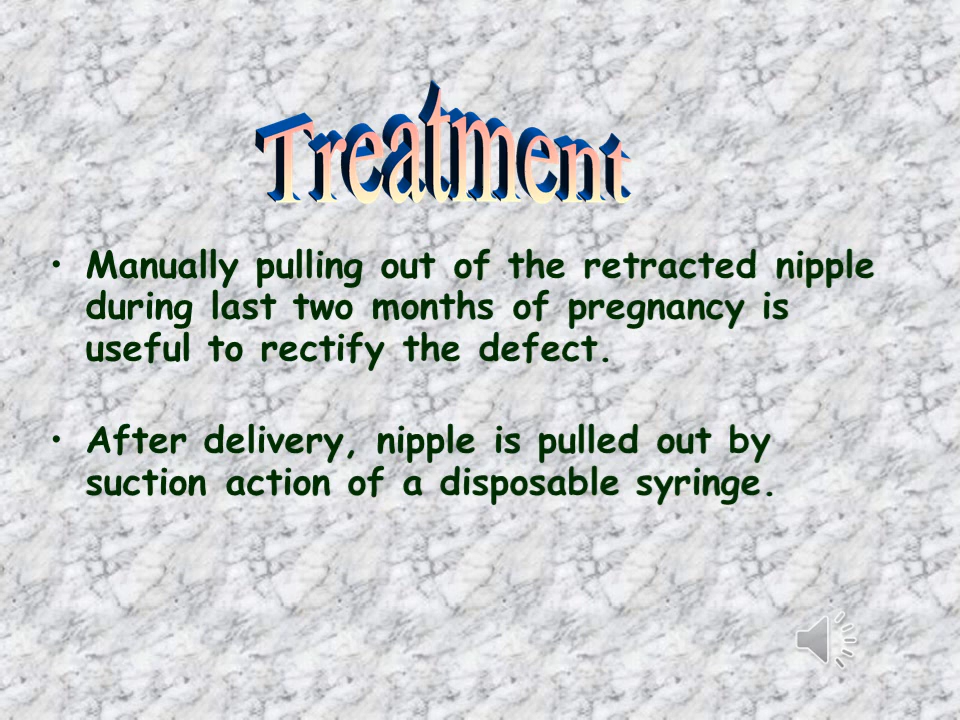 Treatment
• Manually pulling out of the retracted nipple
during last two months of pregnancy is
useful to rectify the defect.
• After delivery, nipple is pulled out by
suction action of a disposable syringe.